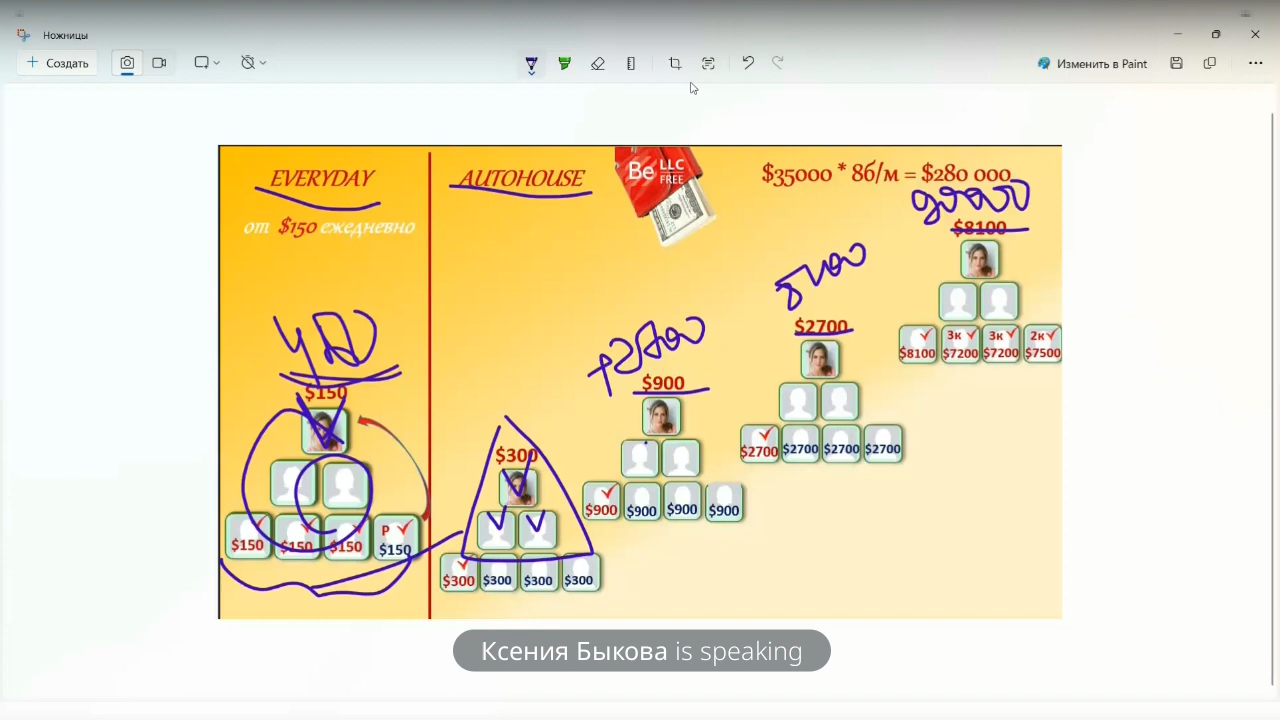 Ножницы
Создать
Изменить в Paint
EVERYDAY
от $150 ежедневно
AUTOHOUSE
Be LLC FREE
$35000 * 8б/м = $280 000
$8100
$8100
3к $7200
3к $7200
2к $7500
$2700
$2700
$2700
$2700
$2700
$900
$900
$900
$900
$900
$150
$150
$150
$150
Р $150
$300
$300
$300
$300
$300
Ксения Быкова is speaking